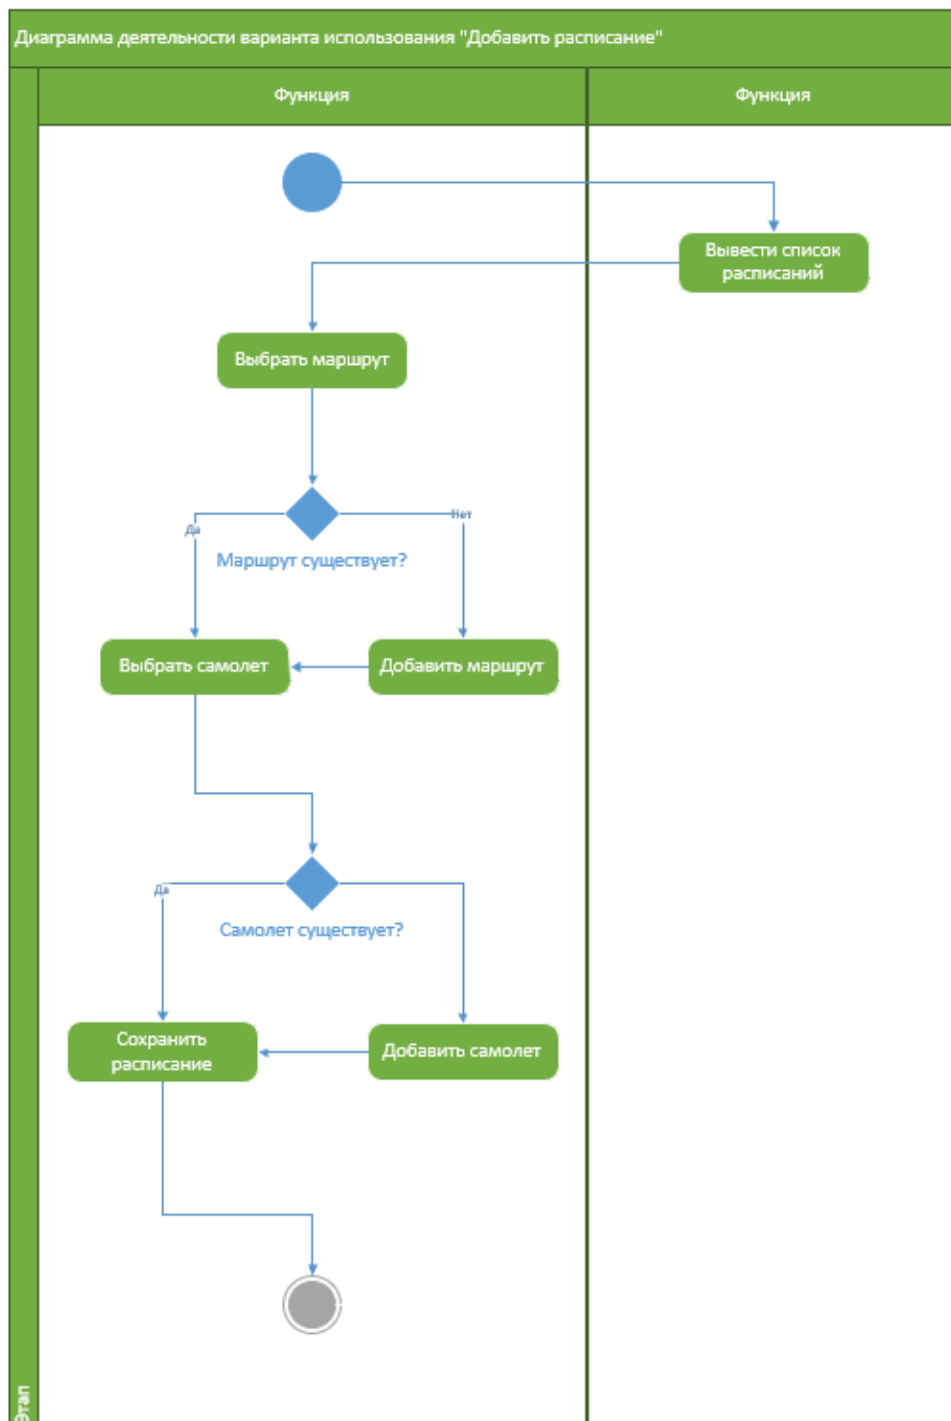 Диаграмма деятельности варианта использования "Добавить расписание"
Функция
Функция
Вывести список
расписаний
Выбрать маршрут
Да
Нет
Маршрут существует?
Выбрать самолет
Добавить маршрут
Да
Самолет существует?
Сохранить
расписание
Добавить самолет
Этап